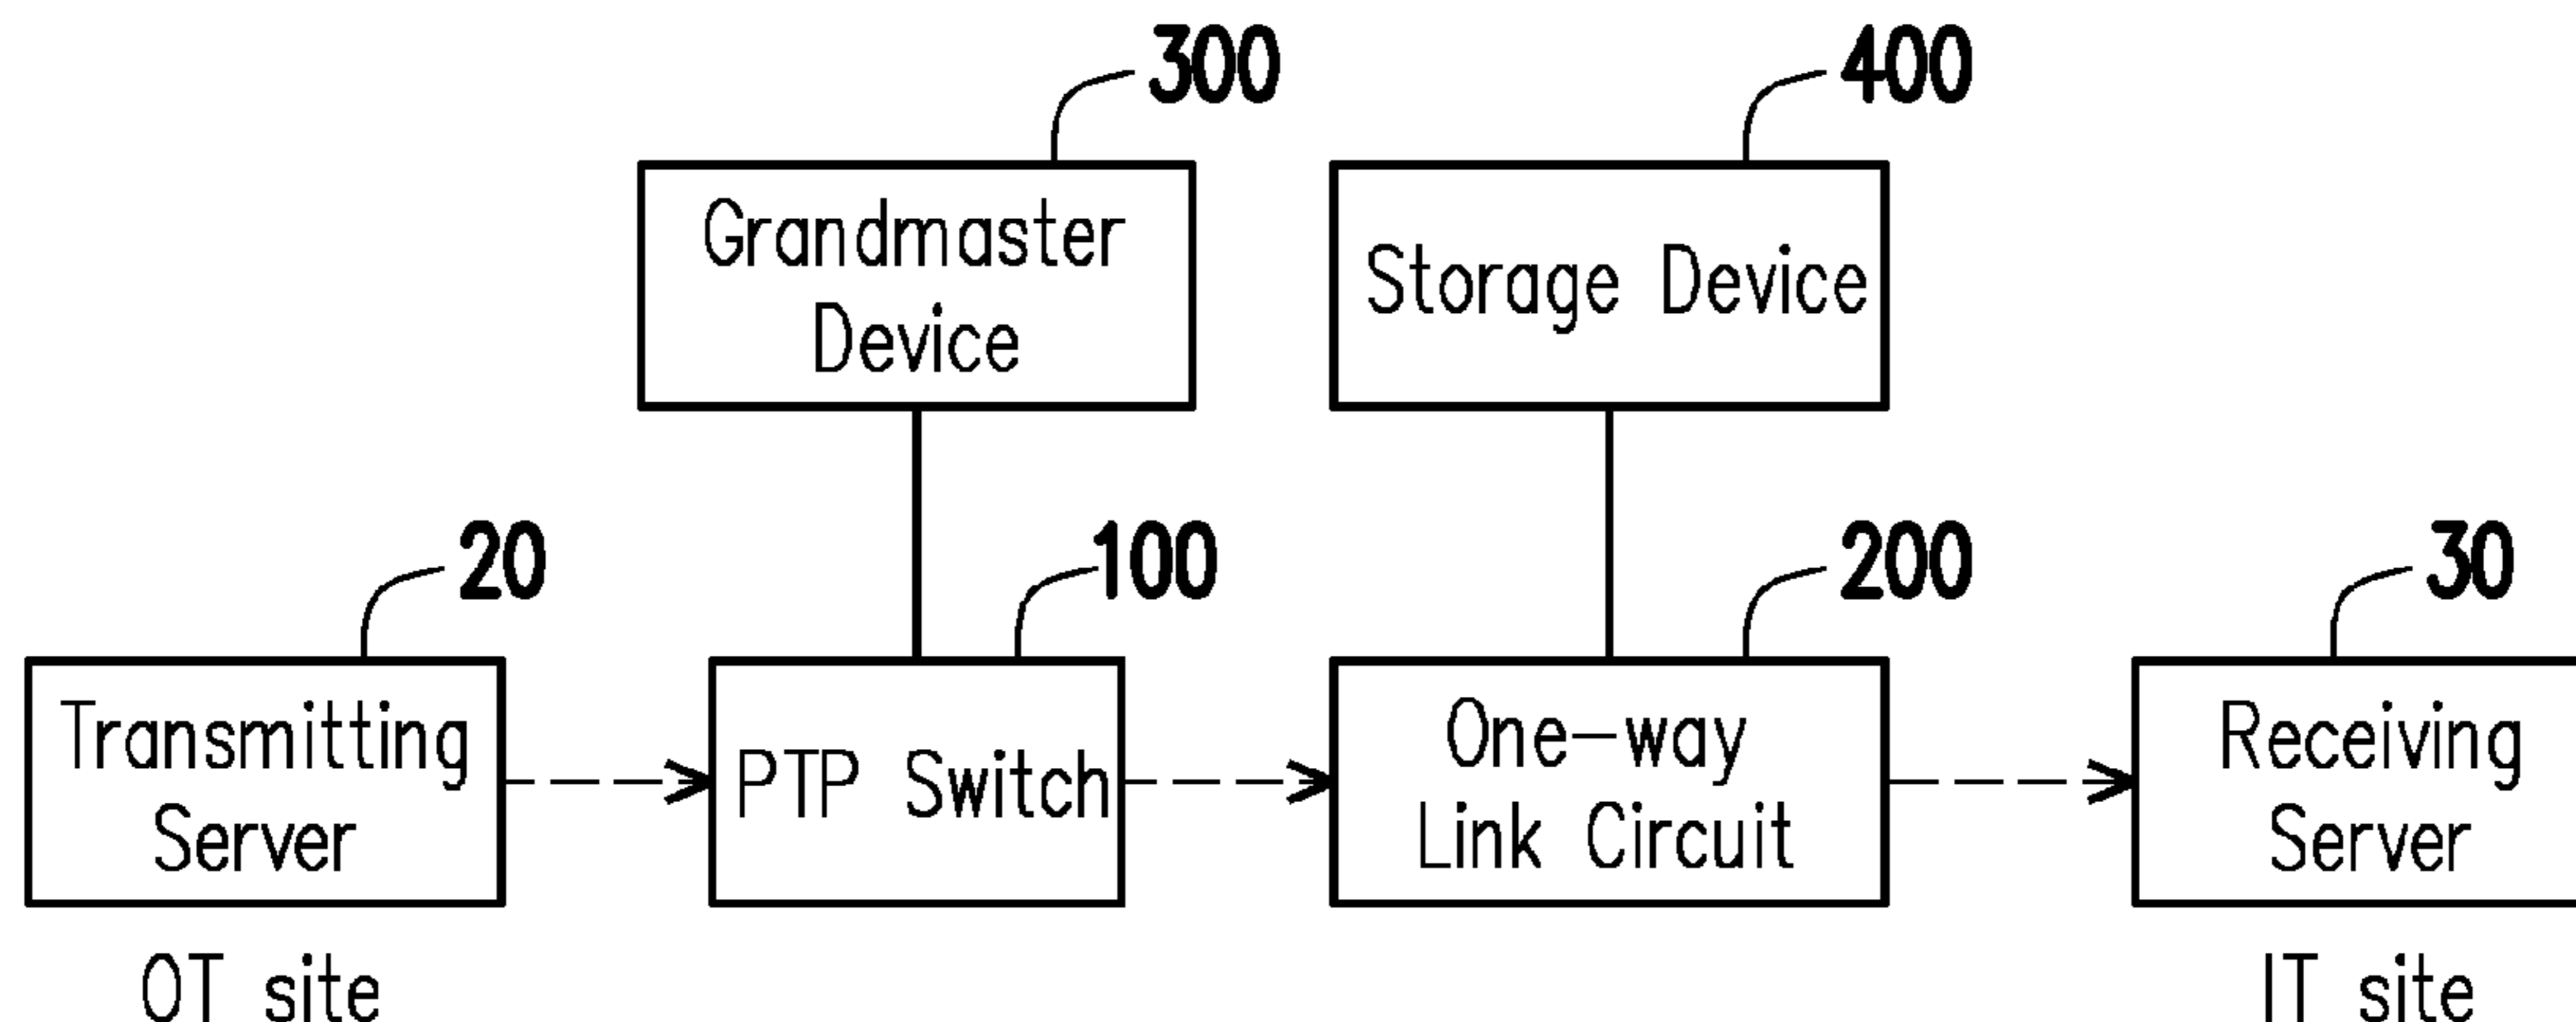 300
400
Grandmaster
Device
Storage Device
20
100
200
30
Transmitting
Server
PTP Switch
One-way
Link Circuit
Receiving
Server
OT site
IT site